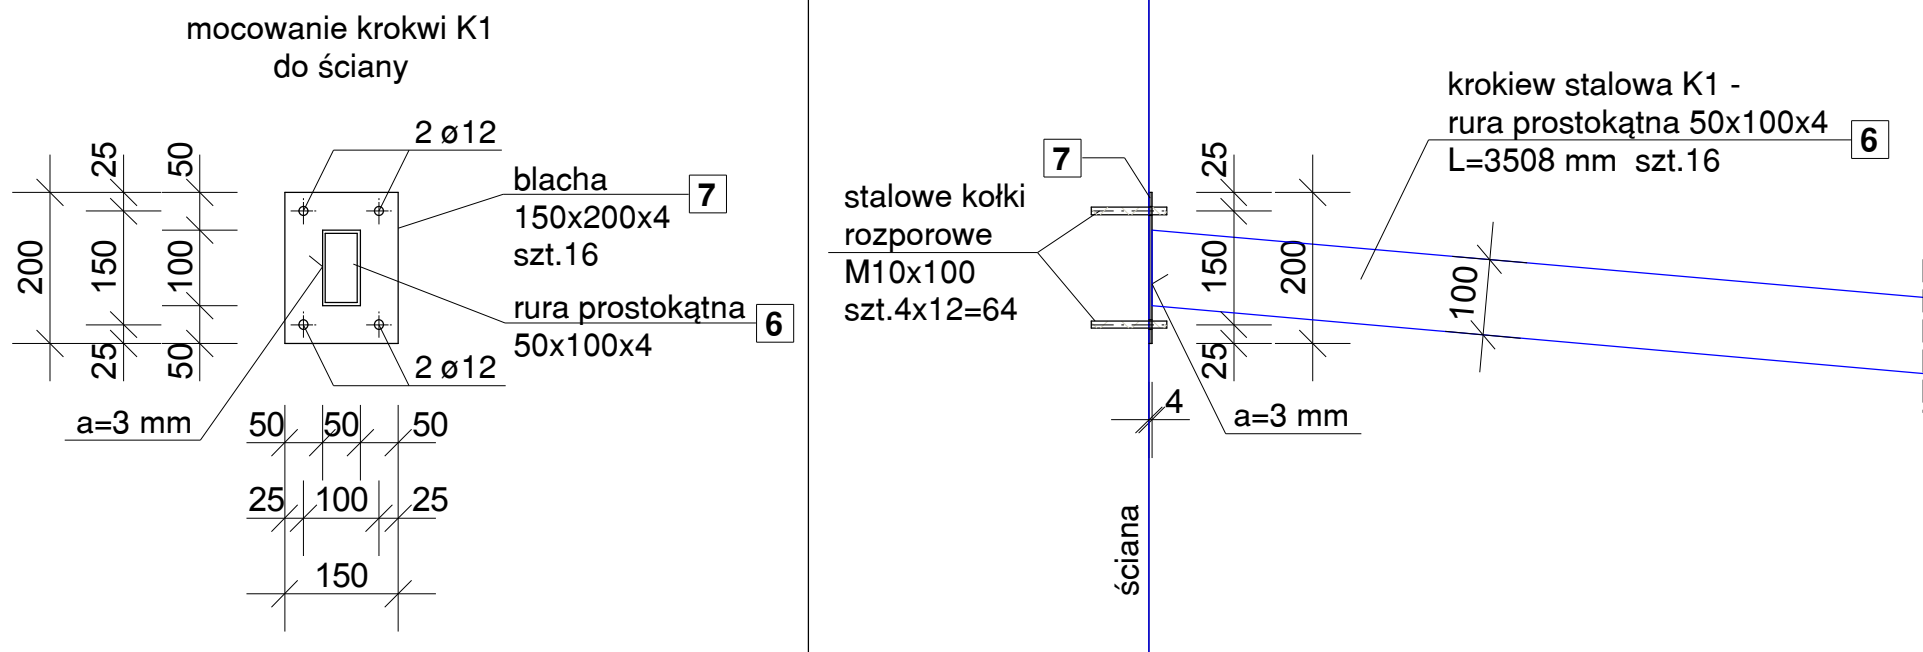 mocowanie krokwi K1
do ściany
2 ø12
blacha
150x200x4
szt.16
7
rura prostokątna
50x100x4
6
2 ø12
a=3 mm
200
25
150
25
50
100
50
50
50
50
25
100
25
150
stalowe kołki
rozporowe
M10x100
szt.4x12=64
7
krokiew stalowa K1 -
rura prostokątna 50x100x4
L=3508 mm szt.16
6
25
150
25
200
100
4
a=3 mm
ściana